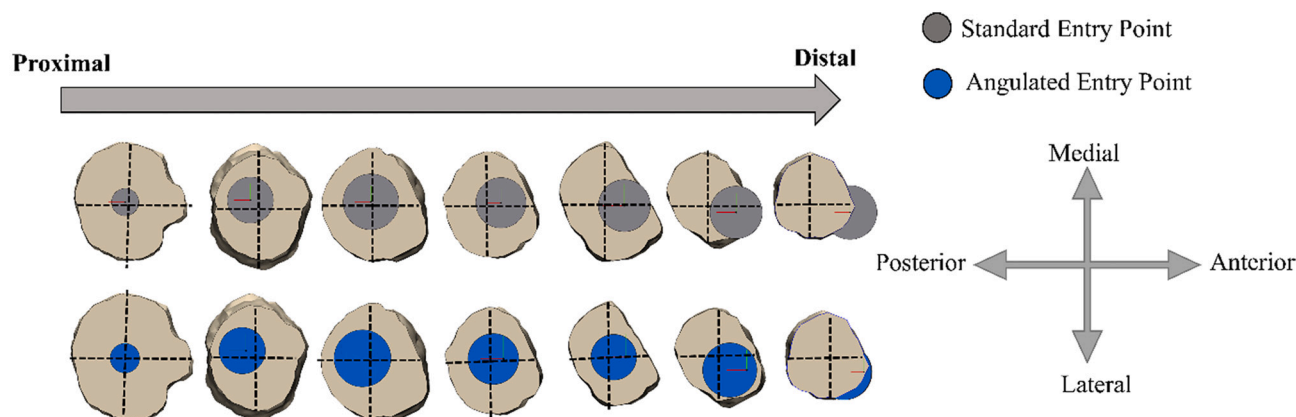 Standard Entry Point
Proximal
Distal
Angulated Entry Point
Medial
Posterior
Anterior
Lateral